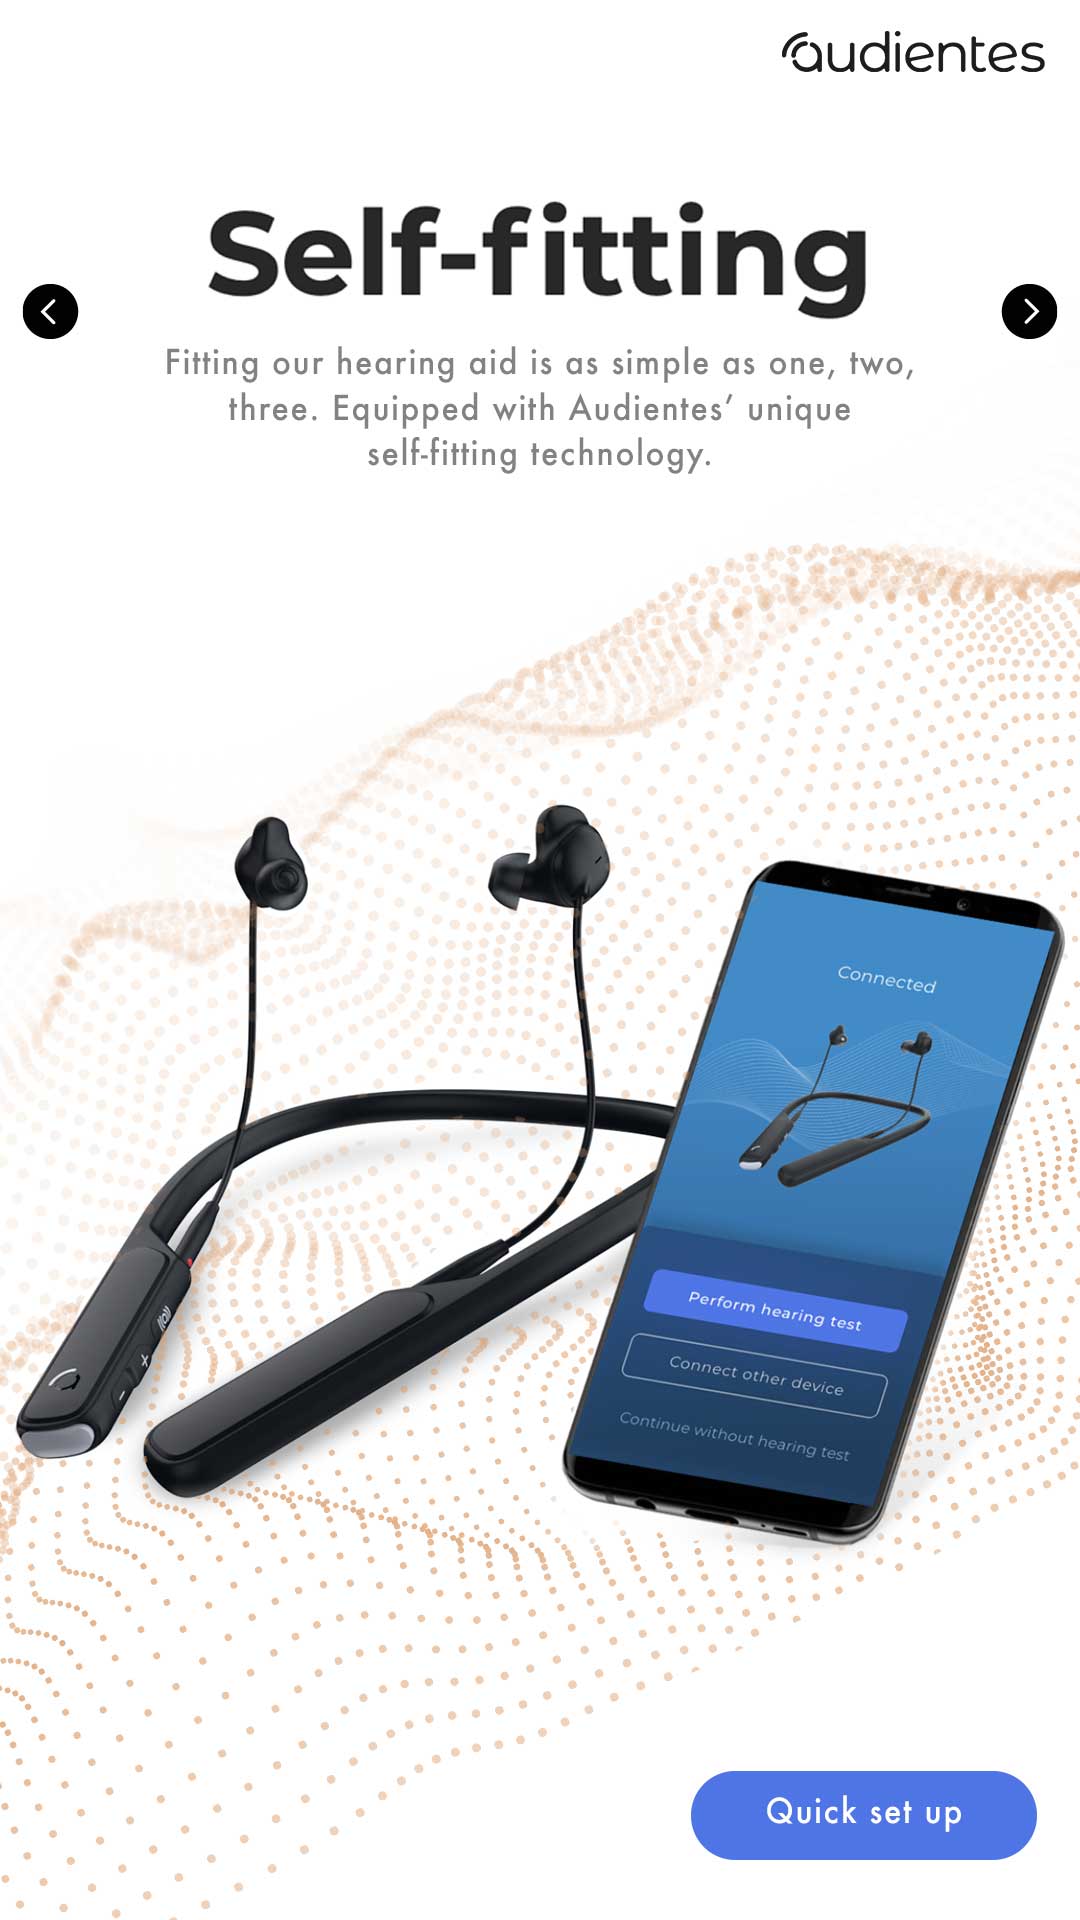 audientes
Self-fitting
Fitting our hearing aid is as simple as one, two,
three. Equipped with Audientes’ unique
self-fitting technology.
Connected
Perform hearing test
Connect other device
Continue without hearing test
+
-
Quick set up